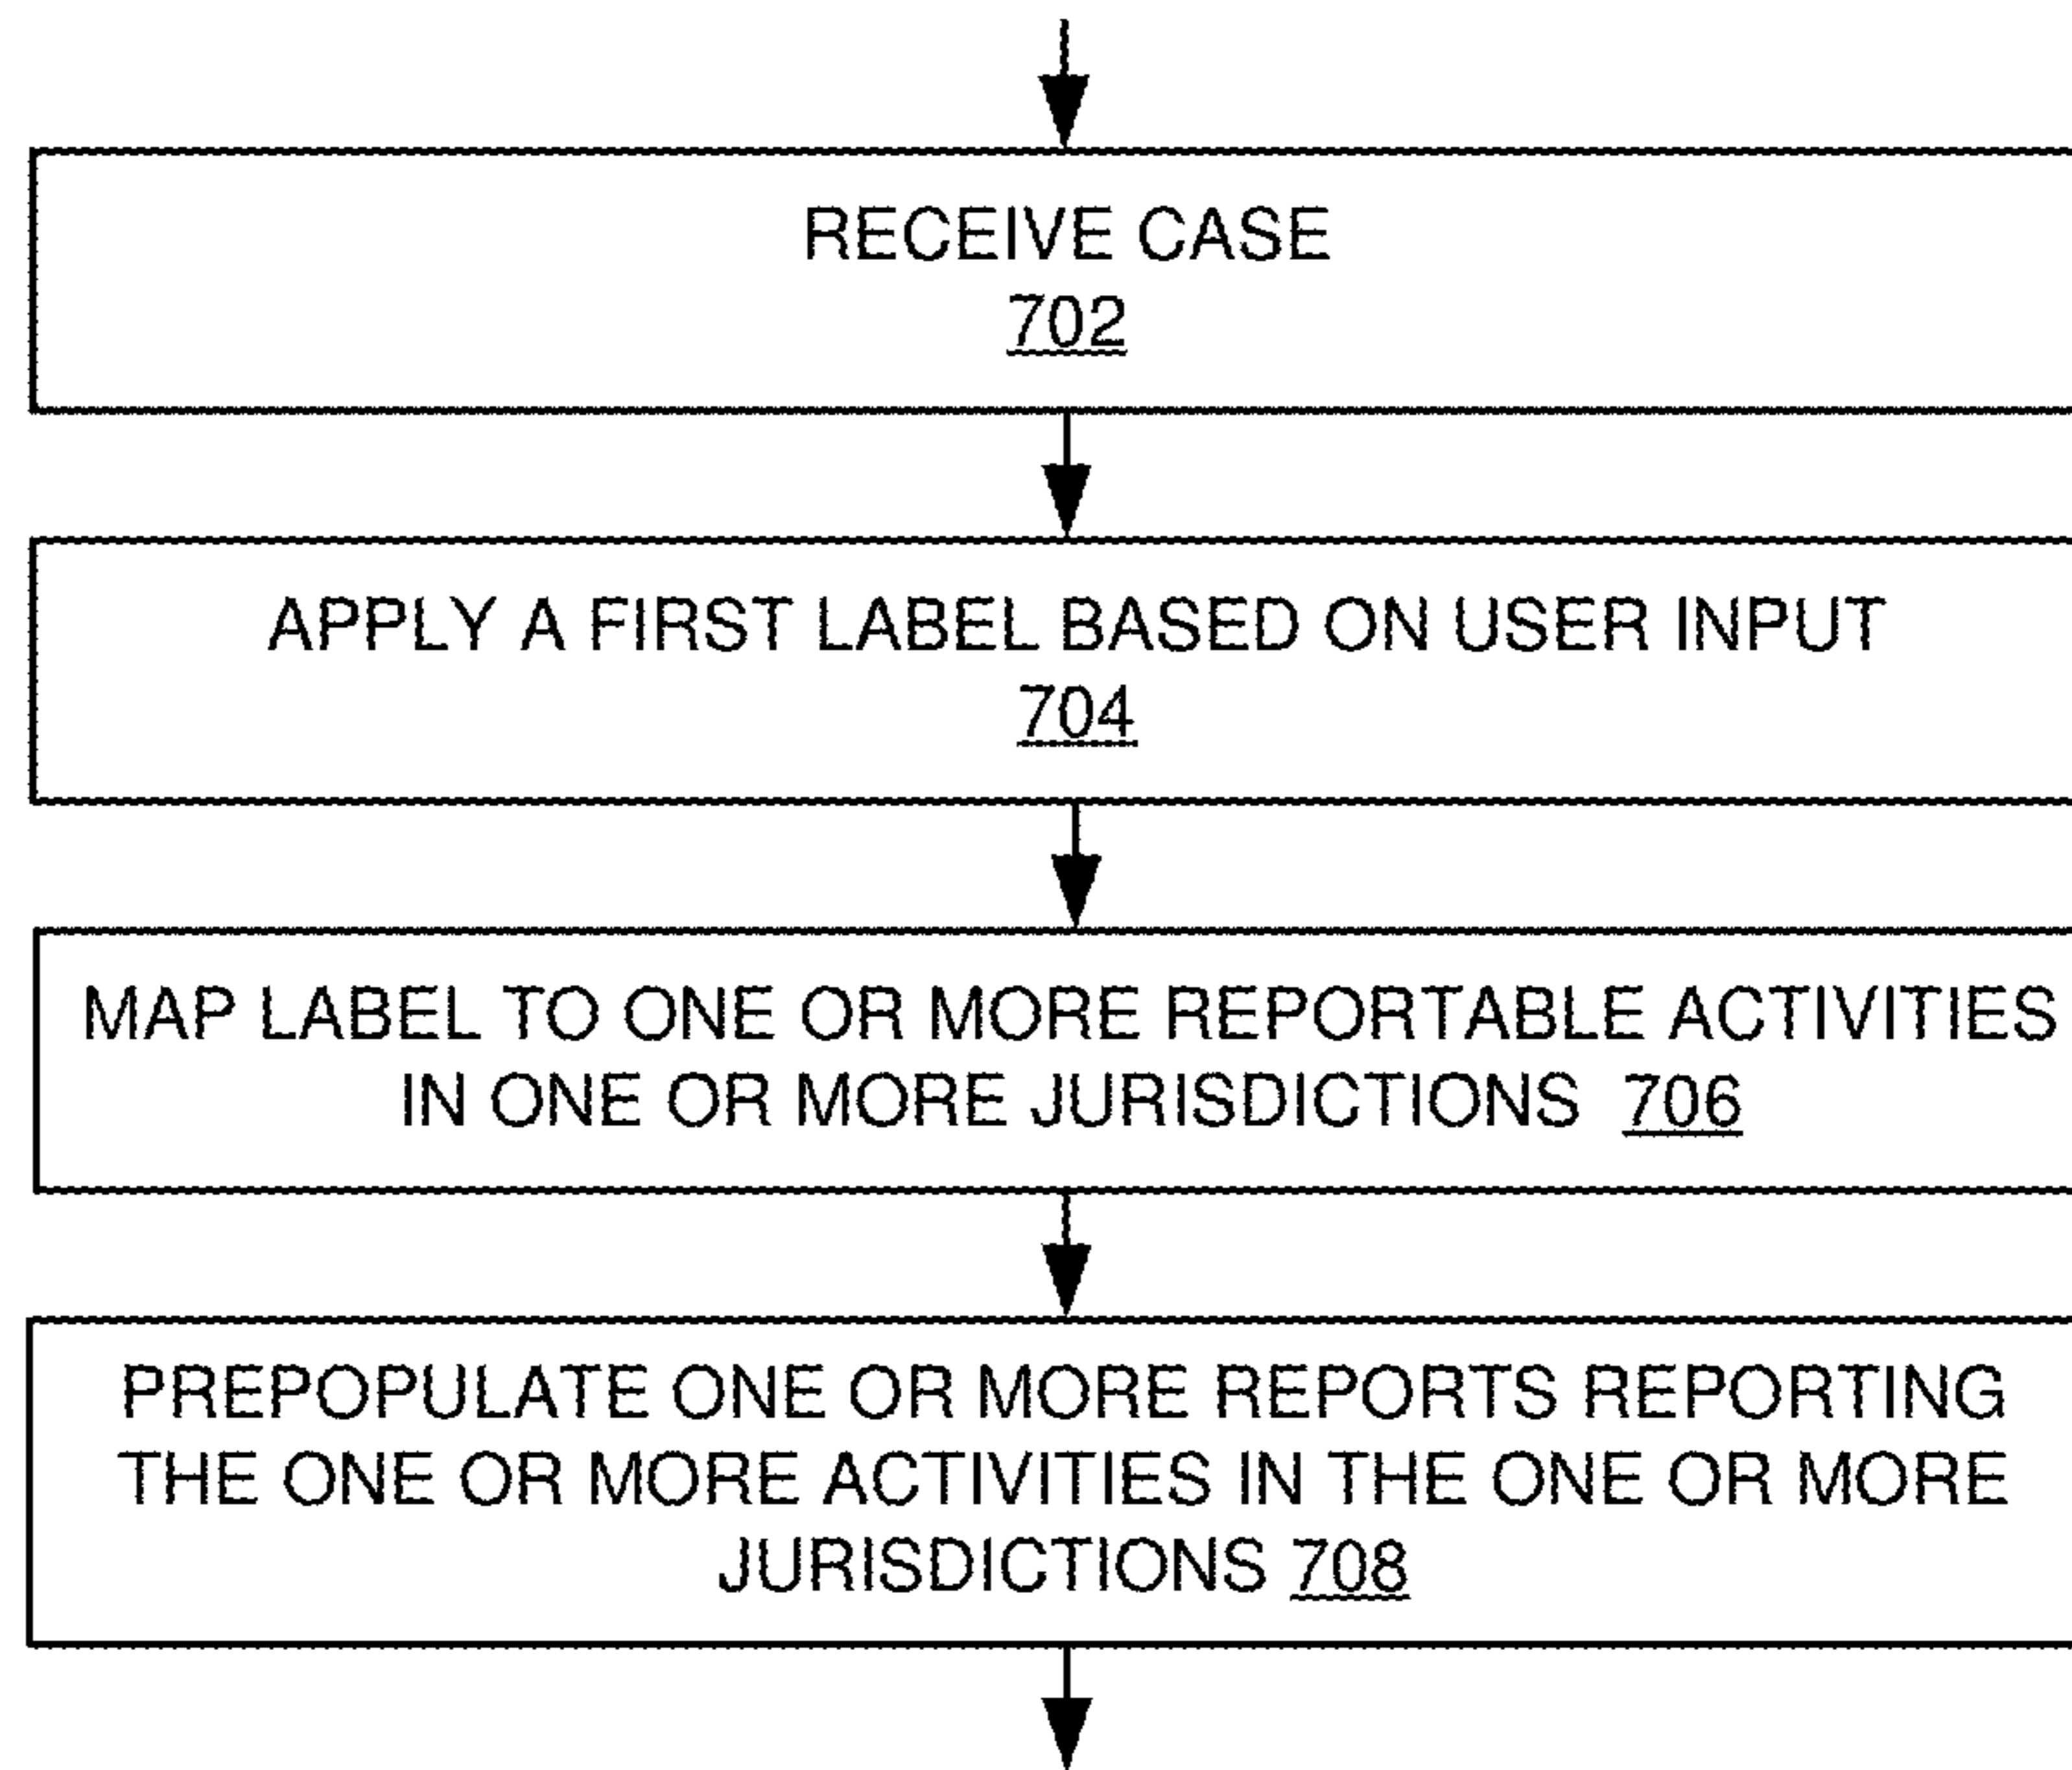 RECEIVE CASE
702
APPLY A FIRST LABEL BASED ON USER INPUT
704
MAP LABEL TO ONE OR MORE REPORTABLE ACTIVITIES
IN ONE OR MORE JURISDICTIONS 706
PREPOPULATE ONE OR MORE REPORTS REPORTING
THE ONE OR MORE ACTIVITIES IN THE ONE OR MORE
JURISDICTIONS 708